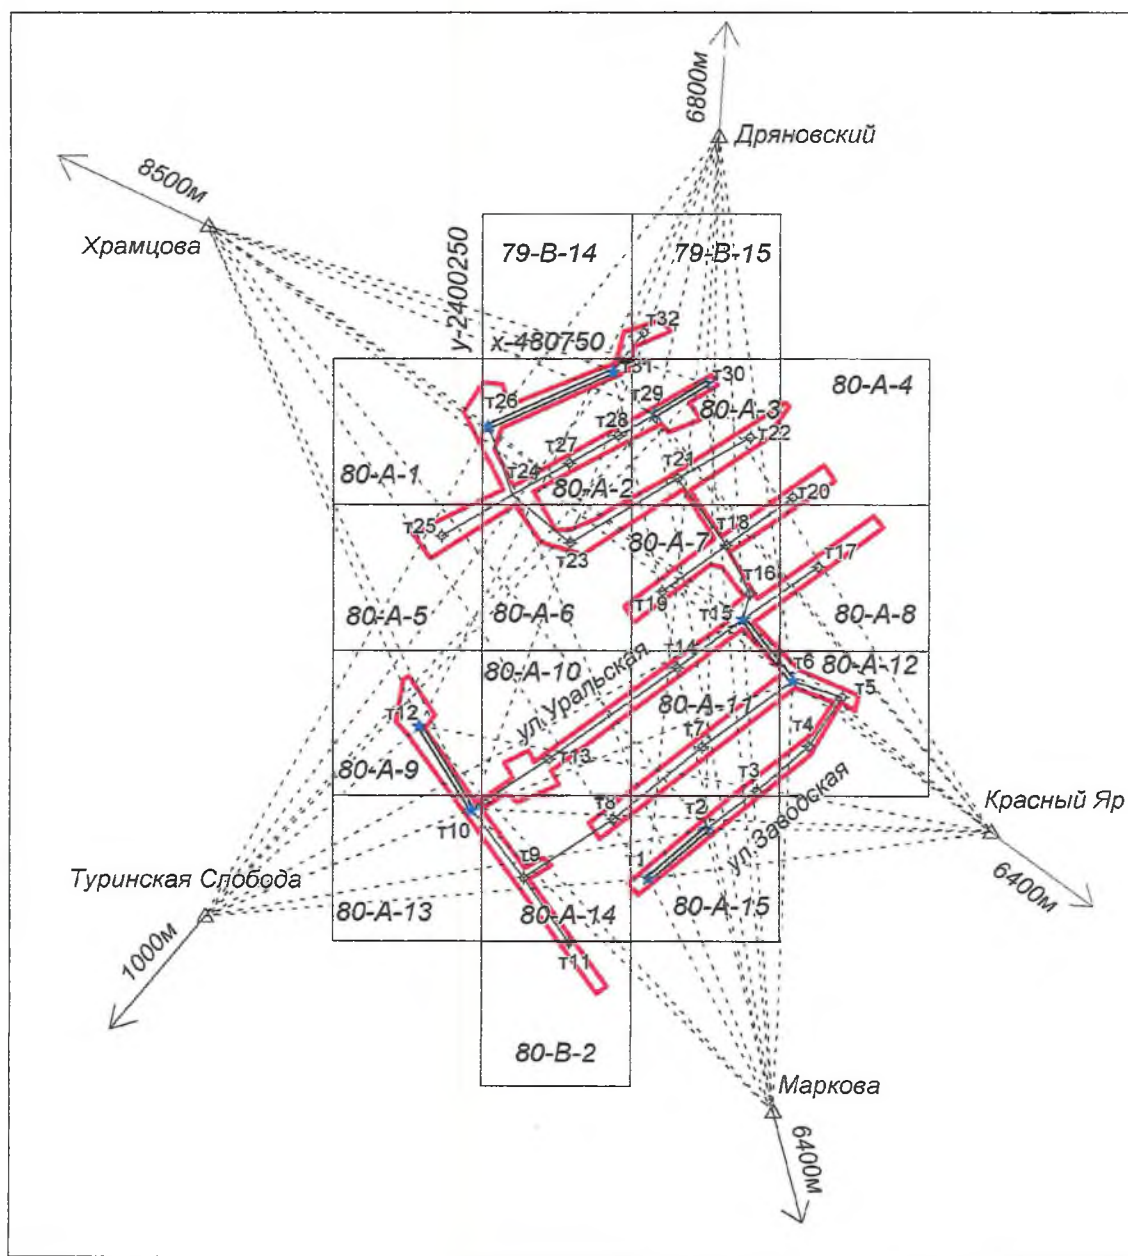 6800м
Дряновский
8500м
Храмцова
у-2400250
79-В-14
79-В-15
х-480750
т32
т31
т30
80-А-4
т26
т29
80-А-3
т28
т22
т27
т21
80-А-1
т24
80-А-2
т20
т25
т18
80-А-7
т23
т17
т16
т19
80-А-5
80-А-6
т15
80-А-8
т14
80-А-10
т6
80-А-12
ул Уральская
т5
т12
80-А-11
т7
т4
80-А-9
т13
т3
т8
т2
ул Заводская
Красный Яр
т10
т9
т1
Туринская Слобода
80-А-13
80-А-14
80-А-15
6400м
1000м
т11
80-В-2
Маркова
6400м